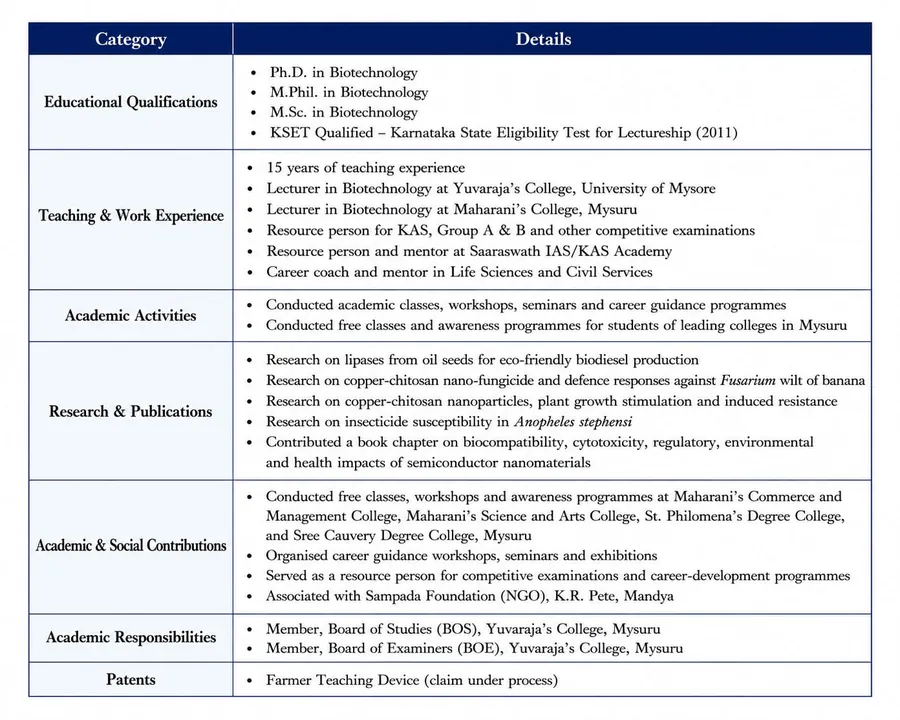 Category Details
Educational Qualifications
• Ph.D. in Biotechnology
• M.Phil. in Biotechnology
• M.Sc. in Biotechnology
• KSET Qualified – Karnataka State Eligibility Test for Lectureship (2011)
Teaching & Work Experience
• 15 years of teaching experience
• Lecturer in Biotechnology at Yuvaraja's College, University of Mysore
• Lecturer in Biotechnology at Maharani's College, Mysuru
• Resource person for KAS, Group A & B and other competitive examinations
• Resource person and mentor at Saaraswath IAS/KAS Academy
• Career coach and mentor in Life Sciences and Civil Services
Academic Activities
• Conducted academic classes, workshops, seminars and career guidance programmes
• Conducted free classes and awareness programmes for students of leading colleges in Mysuru
Research & Publications
• Research on lipases from oil seeds for eco-friendly biodiesel production
• Research on copper-chitosan nano-fungicide and defence responses against Fusarium wilt of banana
• Research on copper-chitosan nanoparticles, plant growth stimulation and induced resistance
• Research on insecticide susceptibility in Anopheles stephensi
• Contributed a book chapter on biocompatibility, cytotoxicity, regulatory, environmental
and health impacts of semiconductor nanomaterials
Academic & Social Contributions
• Conducted free classes, workshops and awareness programmes at Maharani's Commerce and
Management College, Maharani's Science and Arts College, St. Philomena's Degree College,
and Sree Cauvery Degree College, Mysuru
• Organised career guidance workshops, seminars and exhibitions
• Served as a resource person for competitive examinations and career-development programmes
• Associated with Sampada Foundation (NGO), K.R. Pete, Mandya
Academic Responsibilities
• Member, Board of Studies (BOS), Yuvaraja's College, Mysuru
• Member, Board of Examiners (BOE), Yuvaraja's College, Mysuru
Patents
• Farmer Teaching Device (claim under process)